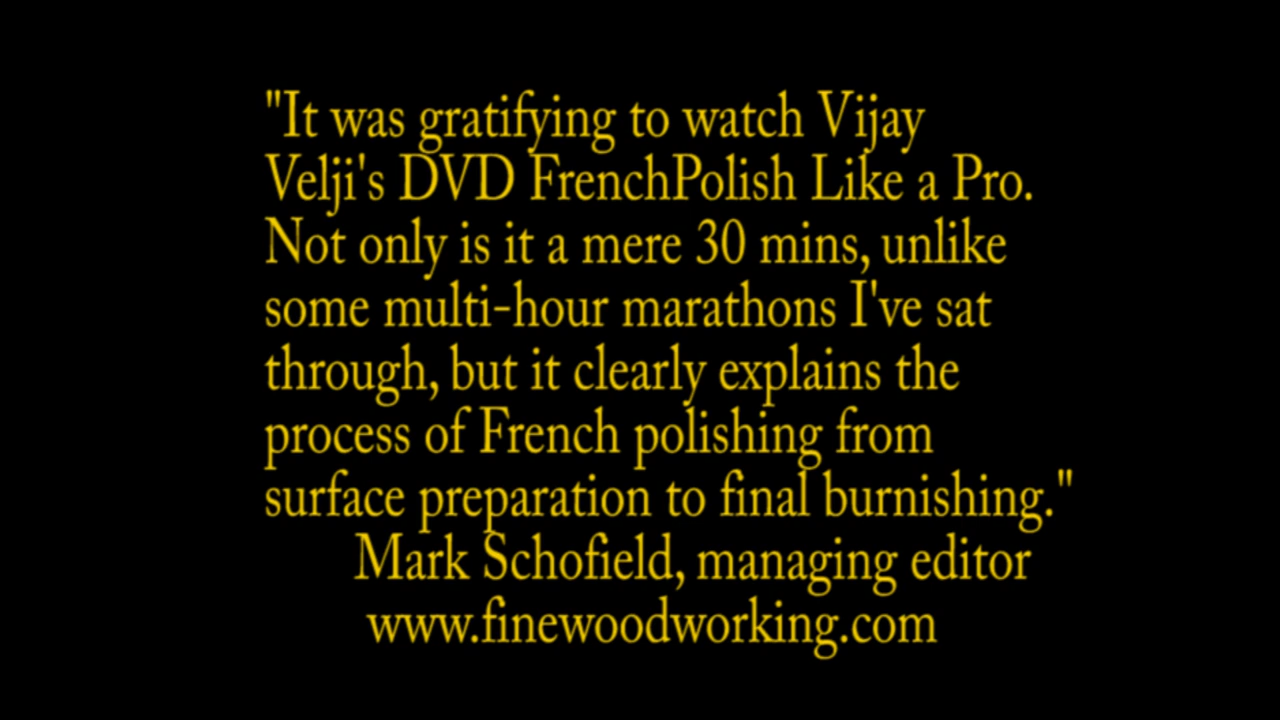 "It was gratifying to watch Vijay
Velji's DVD FrenchPolish Like a Pro.
Not only is it a mere 30 mins, unlike
some multi-hour marathons I've sat
through, but it clearly explains the
process of French polishing from
surface preparation to final burnishing."
Mark Schofield, managing editor
www.finewoodworking.com